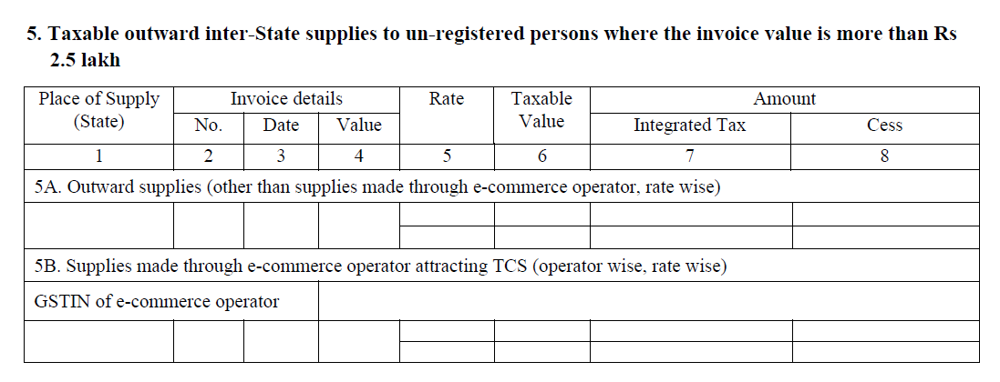 5. Taxable outward inter-State supplies to un-registered persons where the invoice value is more than Rs
2.5 lakh
Place of Supply (State) Invoice details Rate Taxable Value Amount
No. Date Value Integrated Tax Cess
1 2 3 4 5 6 7 8
5A. Outward supplies (other than supplies made through e-commerce operator, rate wise)
5B. Supplies made through e-commerce operator attracting TCS (operator wise, rate wise)
GSTIN of e-commerce operator